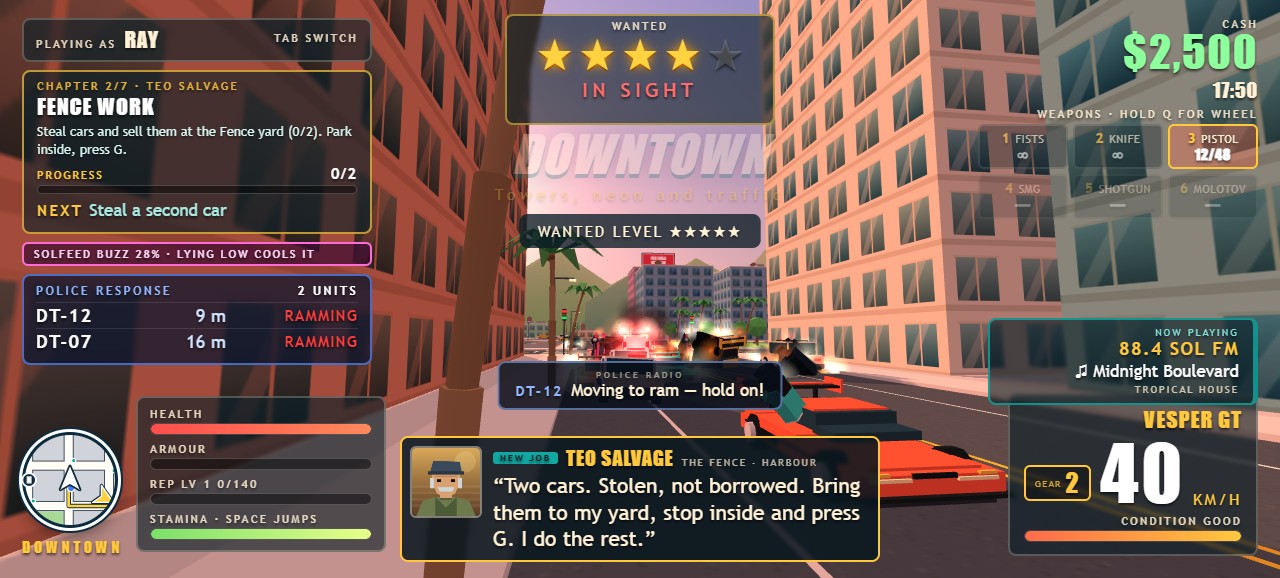 PLAYING AS RAY
TAB SWITCH
CHAPTER 2/7 · TEO SALVAGE
FENCE WORK
Steal cars and sell them at the Fence yard (0/2). Park
inside, press G.
PROGRESS 0/2
NEXT Steal a second car
SOLFEED BUZZ 28% · LYING LOW COOLS IT
POLICE RESPONSE 2 UNITS
DT-12 9 m RAMMING
DT-07 16 m RAMMING
HEALTH
ARMOUR
REP LV 1 0/140
STAMINA · SPACE JUMPS
DOWNTOWN
WANTED
★★★★★
IN SIGHT
DOWNTOWN
Towers, neon and traffic
WANTED LEVEL ★★★★★
POLICE RADIO
DT-12 Moving to ram — hold on!
NEW JOB TEO SALVAGE THE FENCE · HARBOUR
“Two cars. Stolen, not borrowed. Bring
them to my yard, stop inside and press
G. I do the rest.”
CASH
$2,500
17:50
WEAPONS · HOLD Q FOR WHEEL
1 FISTS
∞
2 KNIFE
∞
3 PISTOL
12/48
4 SMG
—
5 SHOTGUN
—
6 MOLOTOV
—
NOW PLAYING
88.4 SOL FM
♫ Midnight Boulevard
TROPICAL HOUSE
VESPER GT
GEAR 2
40 KM/H
CONDITION GOOD